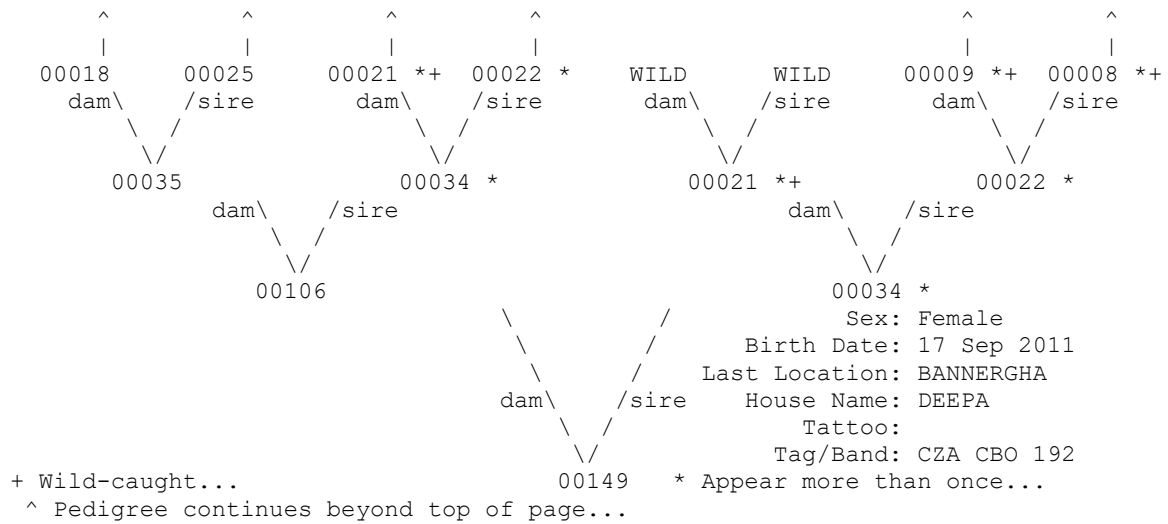 ^ ^ ^ ^ ^ ^
| | | | | |
00018 00025 00021 *+ 00022 * WILD WILD 00009 *+ 00008 *+
dam\ /sire dam\ /sire dam\ /sire dam\ /sire
\ / \ / \ / \ /
\/ \/ \/ \/
00035 00034 * 00021 *+ 00022 *
dam\ /sire dam\ /sire
\ / \ /
\/ \/
00106 00034 *
\ / Sex: Female
\ / Birth Date: 17 Sep 2011
\ / Last Location: BANNERGHA
dam\ /sire House Name: DEEPA
\ / Tattoo:
\/ Tag/Band: CZA CBO 192
+ Wild-caught... 00149 * Appear more than once...
^ Pedigree continues beyond top of page...